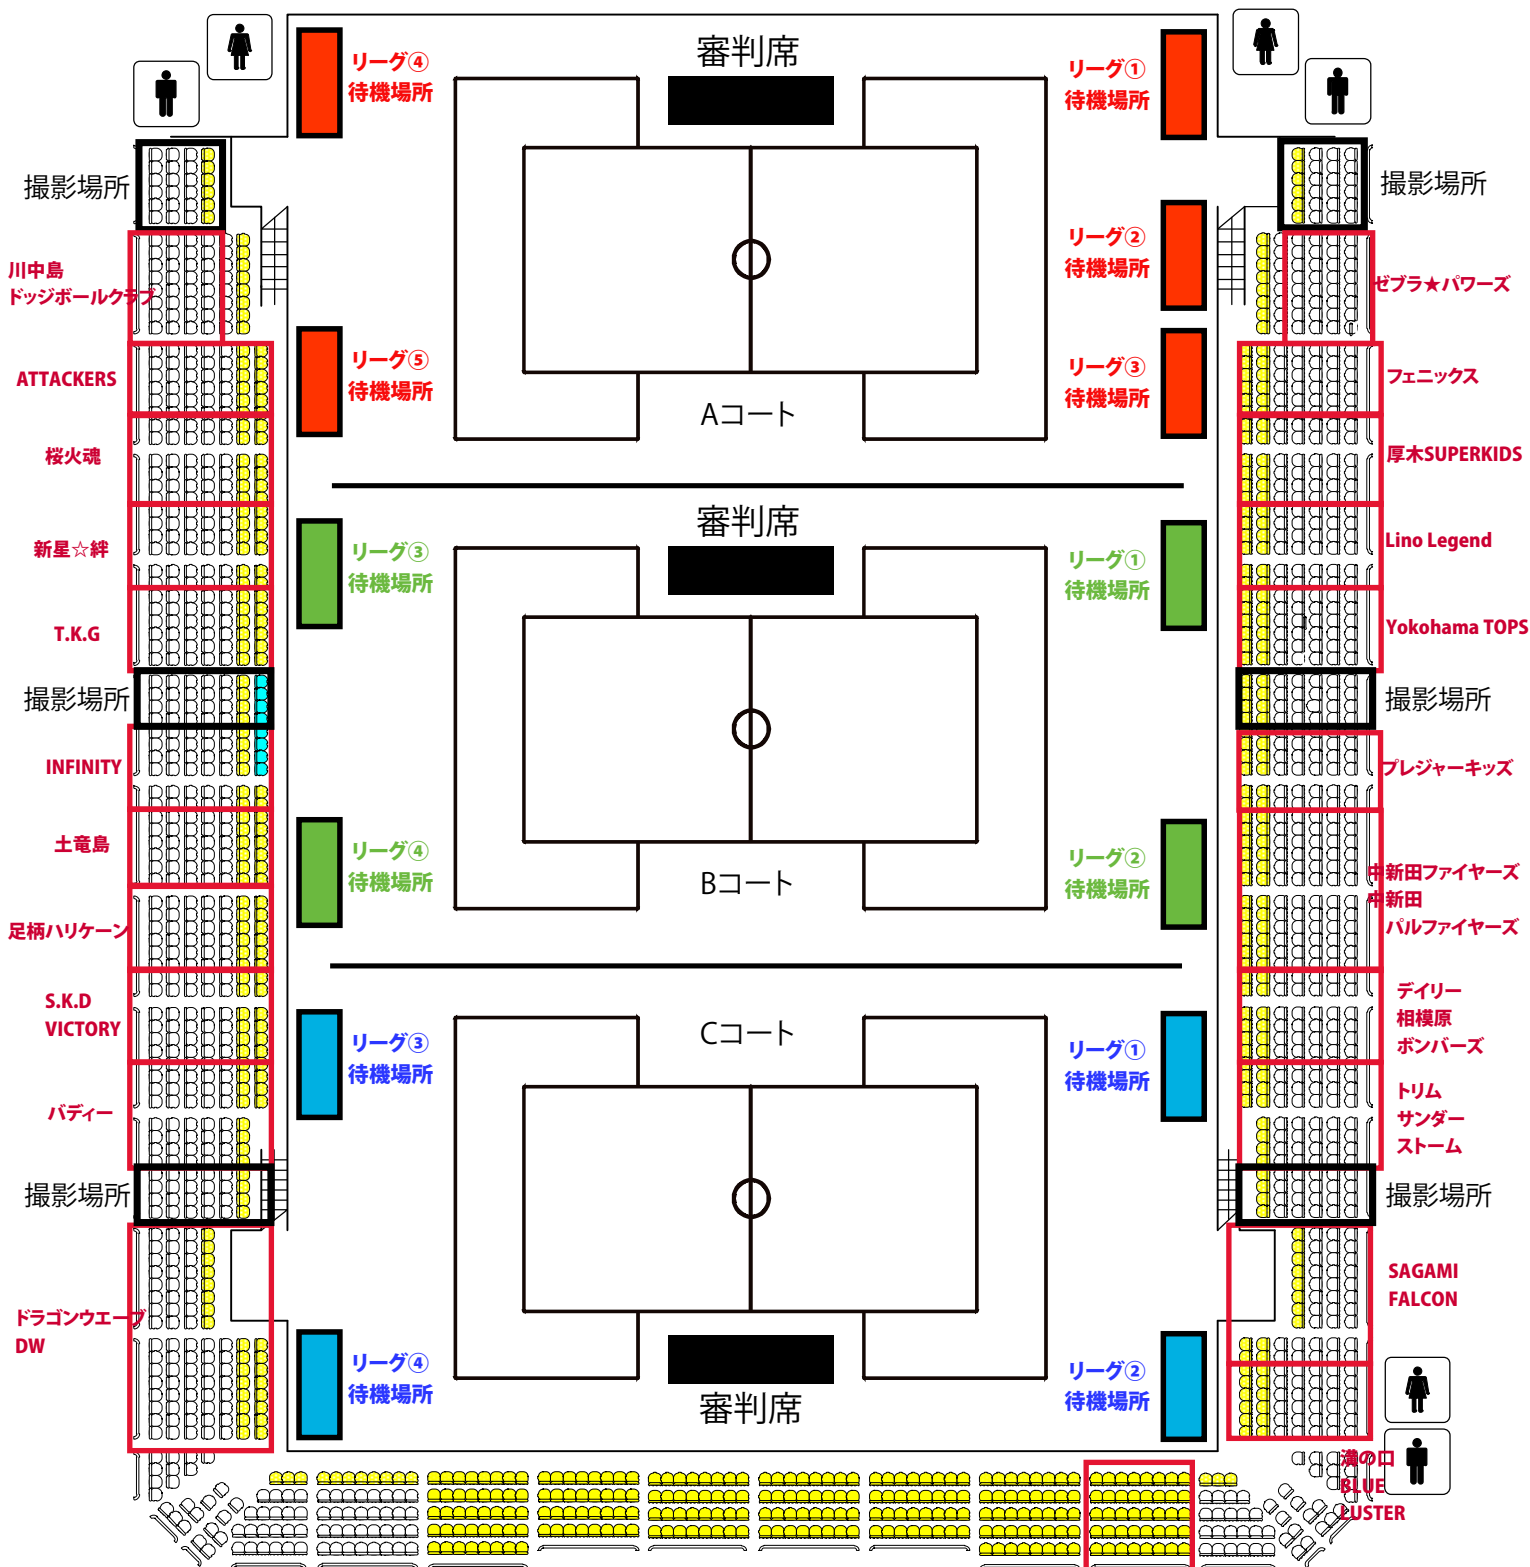 審判席
リーグ④
待機場所
リーグ①
待機場所
撮影場所
撮影場所
川中島
ドッジボールクラブ
リーグ②
待機場所
ゼブラ★パワーズ
ATTACKERS
リーグ⑤
待機場所
リーグ③
待機場所
フェニックス
Aコート
桜火魂
厚木SUPERKIDS
審判席
新星☆絆
リーグ③
待機場所
リーグ①
待機場所
Lino Legend
T.K.G
Yokohama TOPS
撮影場所
撮影場所
INFINITY
プレジャーキッズ
土竜島
リーグ④
待機場所
Bコート
リーグ②
待機場所
中新田ファイヤーズ
中新田
パルファイヤーズ
足柄ハリケーン
S.K.D
VICTORY
Cコート
リーグ③
待機場所
リーグ①
待機場所
デイリー
相模原
ボンバーズ
バディー
トリム
サンダー
ストーム
撮影場所
撮影場所
ドラゴンウエーブ
DW
SAGAMI
FALCON
リーグ④
待機場所
審判席
リーグ②
待機場所
溝の口
BLUE
LUSTER